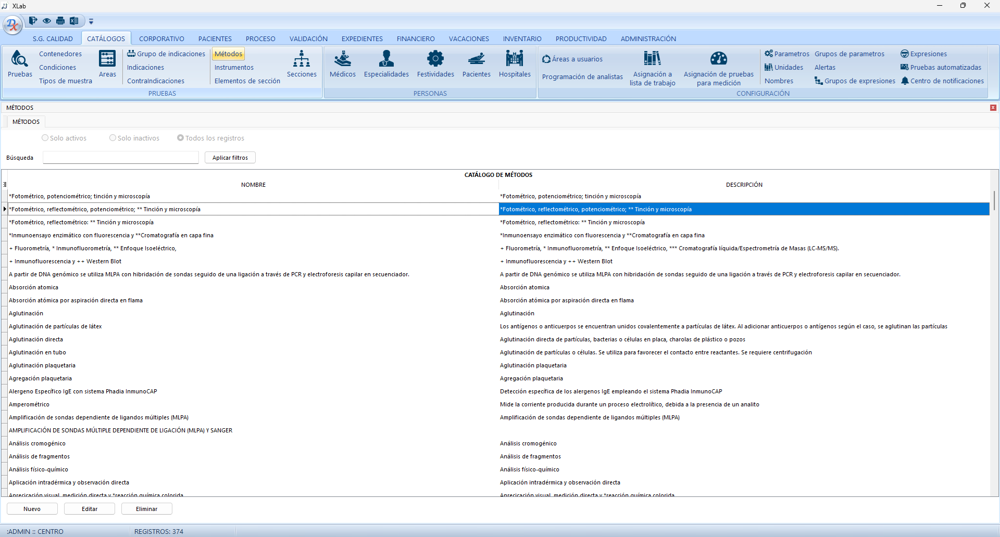 XLab
S.G. CALIDAD CATÁLOGOS CORPORATIVO PACIENTES PROCESO VALIDACIÓN EXPEDIENTES FINANCIERO VACACIONES INVENTARIO PRODUCTIVIDAD ADMINISTRACIÓN
Pruebas
Contenedores
Condiciones
Tipos de muestra
Areas
Grupo de indicaciones
Indicaciones
ContraIndicaciones
Métodos
Instrumentos
Elementos de sección
Secciones
PRUEBAS
Médicos
Especialidades
Festividades
Pacientes
Hospitales
PERSONAS
Áreas a usuarios
Programación de analistas
Asignación a
lista de trabajo
Asignación de pruebas
para medición
Parametros
Unidades
Nombres
Grupos de parametros
Alertas
Grupos de expresiones
Expresiones
Pruebas automatizadas
Centro de notificaciones
CONFIGURACIÓN
MÉTODOS
MÉTODOS
Solo activos Solo inactivos Todos los registros
Búsqueda Aplicar filtros
CATÁLOGO DE MÉTODOS
NOMBRE DESCRIPCIÓN
*Fotométrico, potenciométrico; tinción y microscopía *Fotométrico, potenciométrico; tinción y microscopía
*Fotométrico, reflectométrico, potenciométrico; ** Tinción y microscopía *Fotométrico, reflectométrico, potenciométrico; ** Tinción y microscopía
*Fotométrico, reflectométrico: ** Tinción y microscopía *Fotométrico, reflectométrico: ** Tinción y microscopía
*Inmunoensayo enzimático con fluorescencia y **Cromatografía en capa fina *Inmunoensayo enzimático con fluorescencia y **Cromatografía en capa fina
+ Fluorometría, * Inmunofluorometría, ** Enfoque Isoeléctrico, + Fluorometría, * Inmunofluorometría, ** Enfoque Isoeléctrico, *** Cromatografía líquida/Espectrometría de Masas (LC-MS/MS).
+ Inmunofluorescencia y ++ Western Blot + Inmunofluorescencia y ++ Western Blot
A partir de DNA genómico se utiliza MLPA con hibridación de sondas seguido de una ligación a través de PCR y electroforesis capilar en secuenciador. A partir de DNA genómico se utiliza MLPA con hibridación de sondas seguido de una ligación a través de PCR y electroforesis capilar en secuenciador.
Absorción atomica Absorción atomica
Absorción atómica por aspiración directa en flama Absorción atómica por aspiración directa en flama
Aglutinación Aglutinación
Aglutinación de partículas de látex Los antígenos o anticuerpos se encuentran unidos covalentemente a partículas de látex. Al adicionar anticuerpos o antígenos según el caso, se aglutinan las partículas
Aglutinación directa Aglutinación directa de partículas, bacterias o células en placa, charolas de plástico o pozos
Aglutinación en tubo Aglutinación de partículas o células. Se utiliza para favorecer el contacto entre reactantes. Se requiere centrifugación
Aglutinación plaquetaria Aglutinación plaquetaria
Agregación plaquetaria Agregación plaquetaria
Alergeno Específico IgE con sistema Phadia InmunoCAP Detección específica de los alergenos IgE empleando el sistema Phadia InmunoCAP
Amperométrico Mide la corriente producida durante un proceso electrolítico, debida a la presencia de un analito
Amplificación de sondas dependiente de ligandos múltiples (MLPA) Amplificación de sondas dependiente de ligandos múltiples (MLPA)
AMPLIFICACIÓN DE SONDAS MÚLTIPLE DEPENDIENTE DE LIGACIÓN (MLPA) Y SANGER
Análisis cromogénico Análisis cromogénico
Análisis de fragmentos Análisis de fragmentos
Análisis físico-químico Análisis físico-químico
Aplicación intradérmica y observación directa Aplicación intradérmica y observación directa
Aprecicación visual, medición directa y *reacción química colorida Aprecicación visual, medición directa y *reacción química colorida
Nuevo Editar Eliminar
:ADMIN :: CENTRO REGISTROS: 374